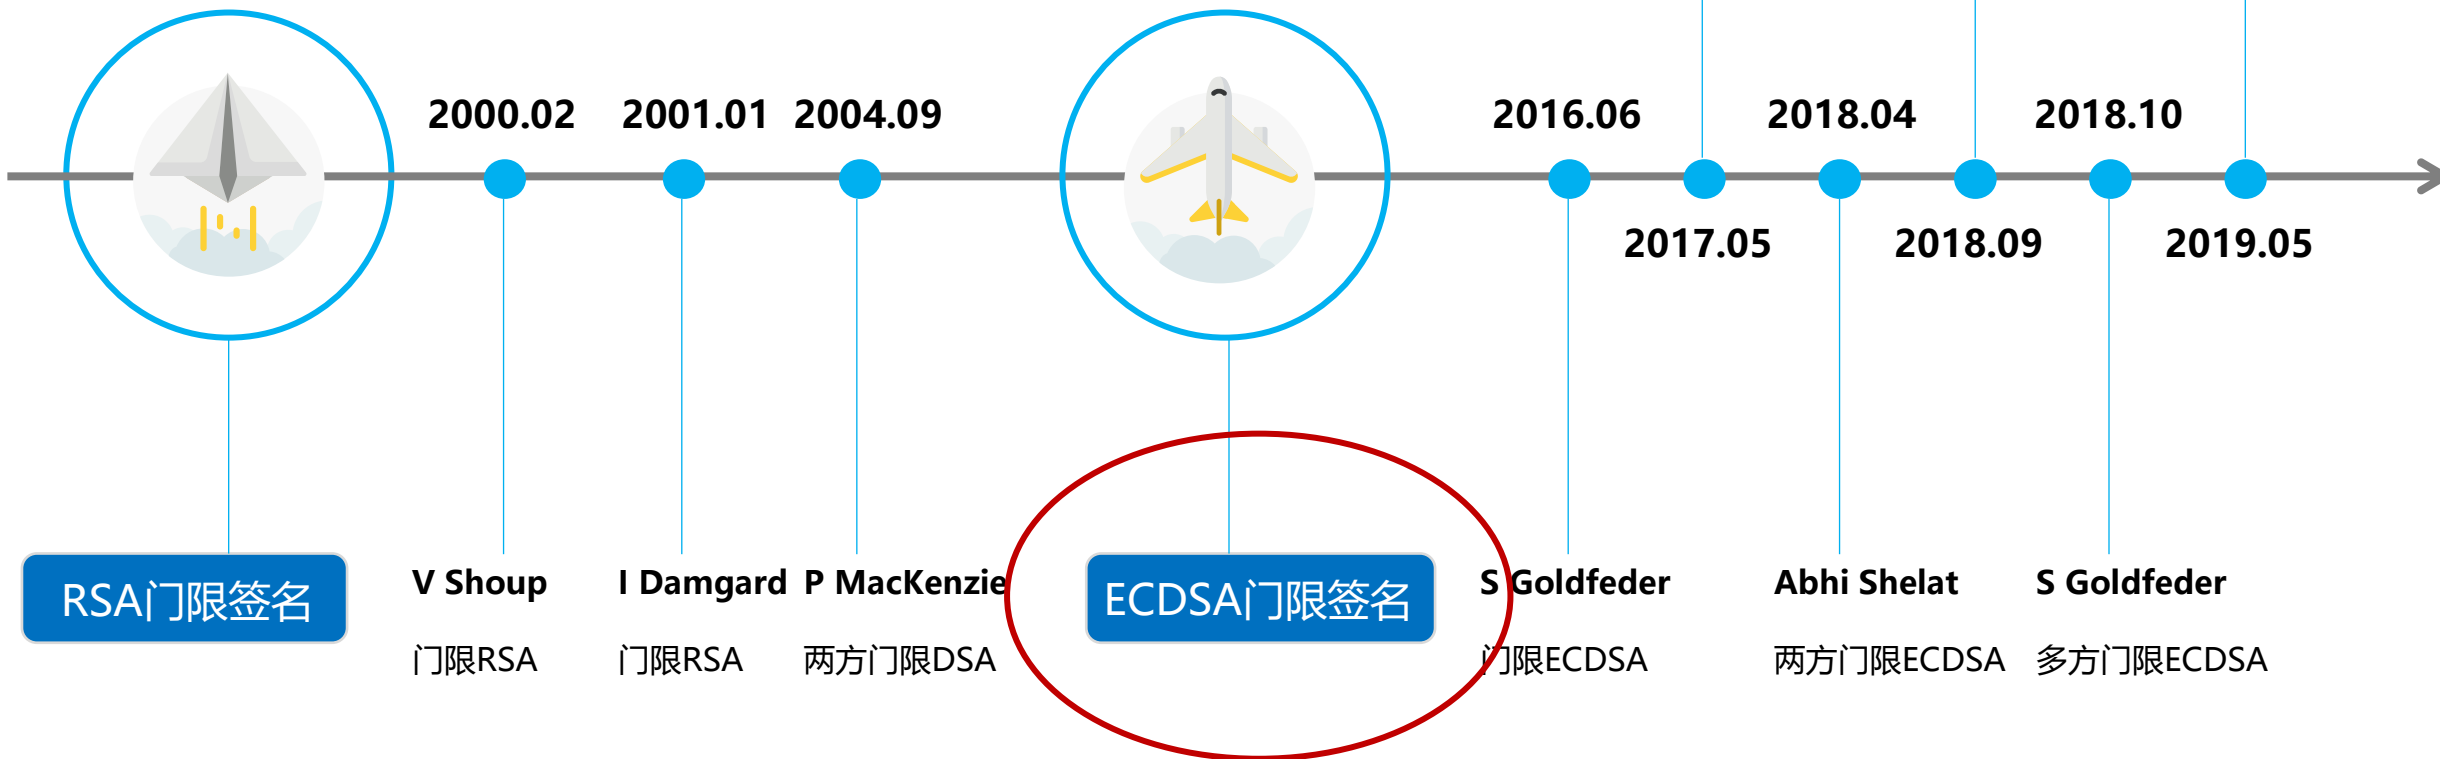 2000.02
2001.01
2004.09
2016.06
2018.04
2018.10
2017.05
2018.09
2019.05
RSA门限签名
V Shoup
I Damgard
P MacKenzie
ECDSA门限签名
S Goldfeder
Abhi Shelat
S Goldfeder
门限RSA
门限RSA
两方门限DSA
门限ECDSA
两方门限ECDSA
多方门限ECDSA